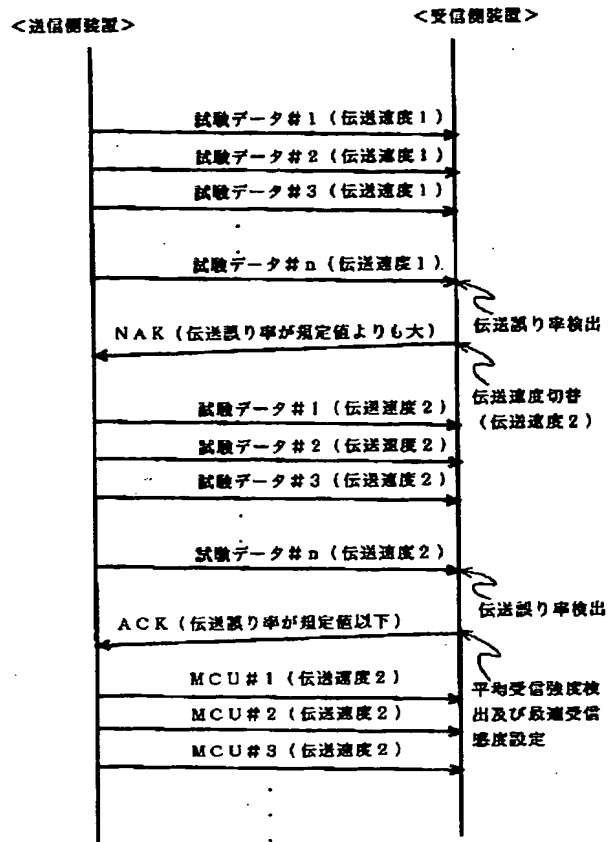 <送信側装置>
<受信側装置>
試験データ#1(伝送速度1)
試験データ#2(伝送速度1)
試験データ#3(伝送速度1)
試験データ#n(伝送速度1)
伝送誤り率検出
NAK(伝送誤り率が規定値よりも大)
伝送速度切替
(伝送速度2)
試験データ#1(伝送速度2)
試験データ#2(伝送速度2)
試験データ#3(伝送速度2)
試験データ#n(伝送速度2)
伝送誤り率検出
ACK(伝送誤り率が規定値以下)
MCU#1(伝送速度2)
平均受信強度検
出及び最適受信
感度設定
MCU#2(伝送速度2)
MCU#3(伝送速度2)